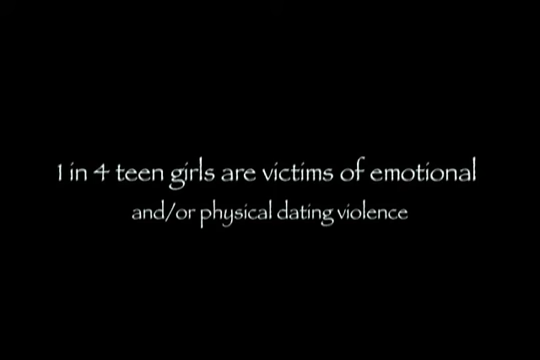 1 in 4 teen girls are victims of emotional
and/or physical dating violence